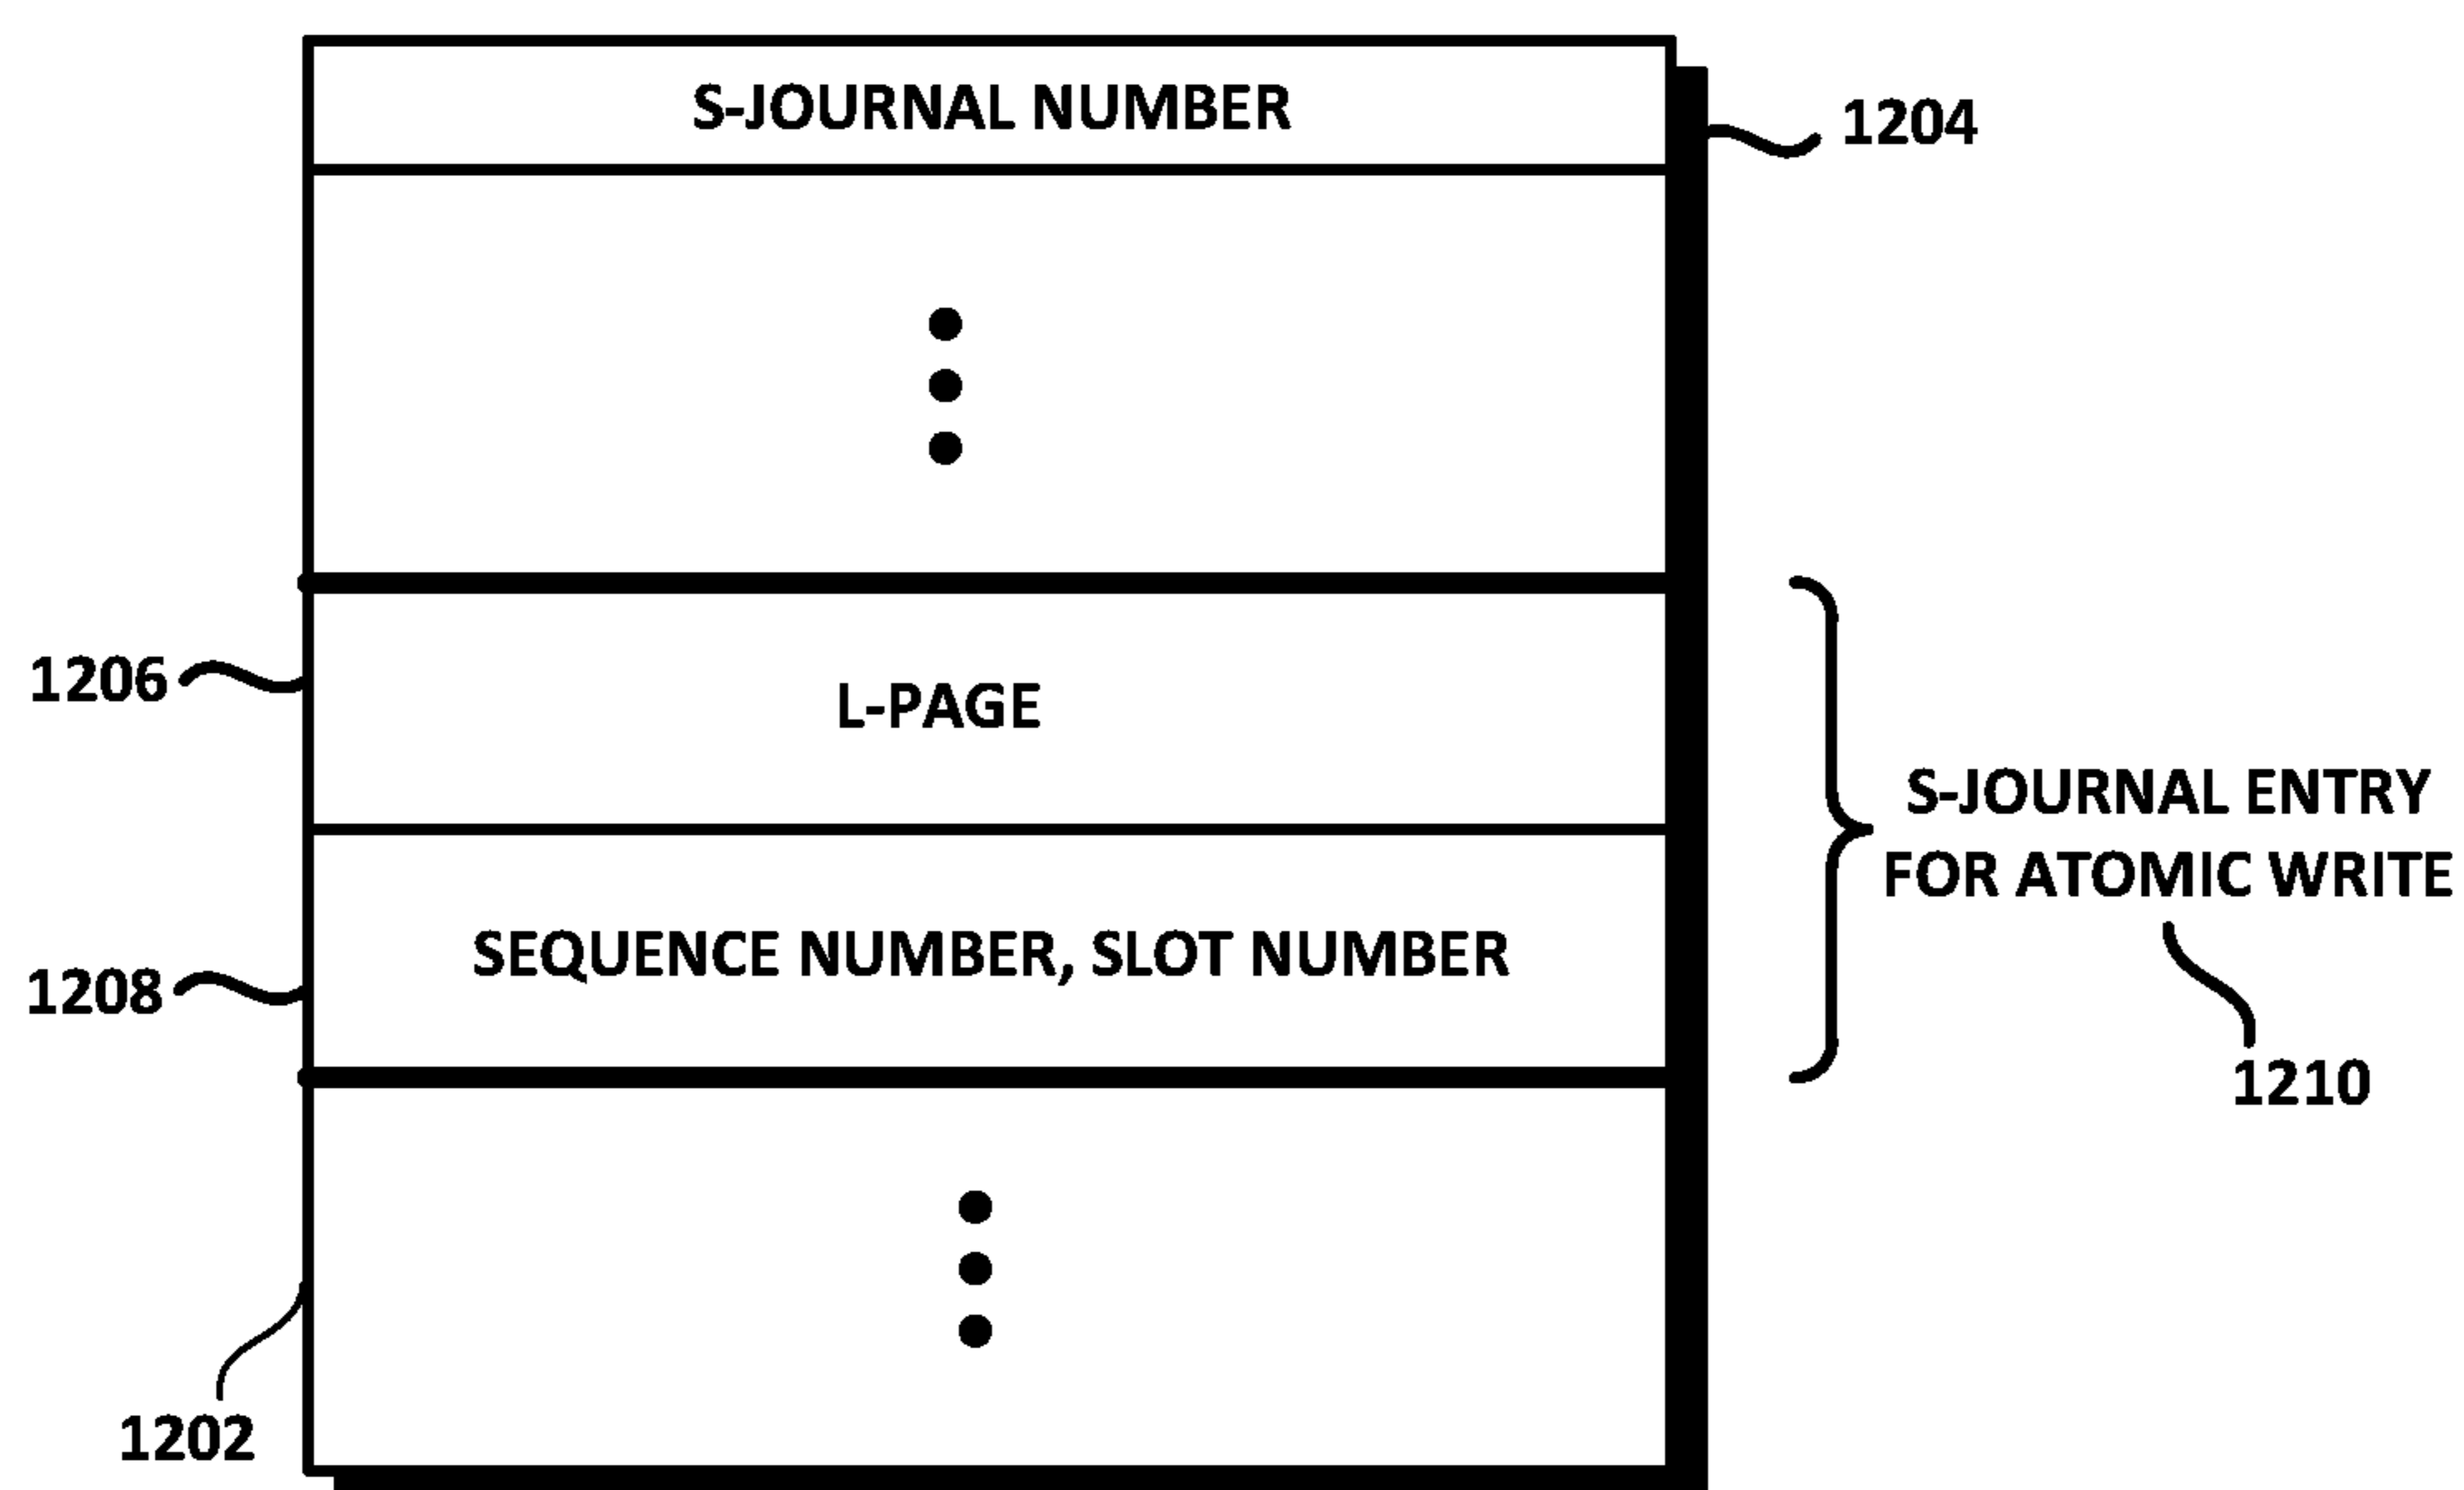 S-JOURNAL NUMBER
1204
1206
L-PAGE
S-JOURNAL ENTRY
FOR ATOMIC WRITE
SEQUENCE NUMBER, SLOT NUMBER
1208
1210
1202